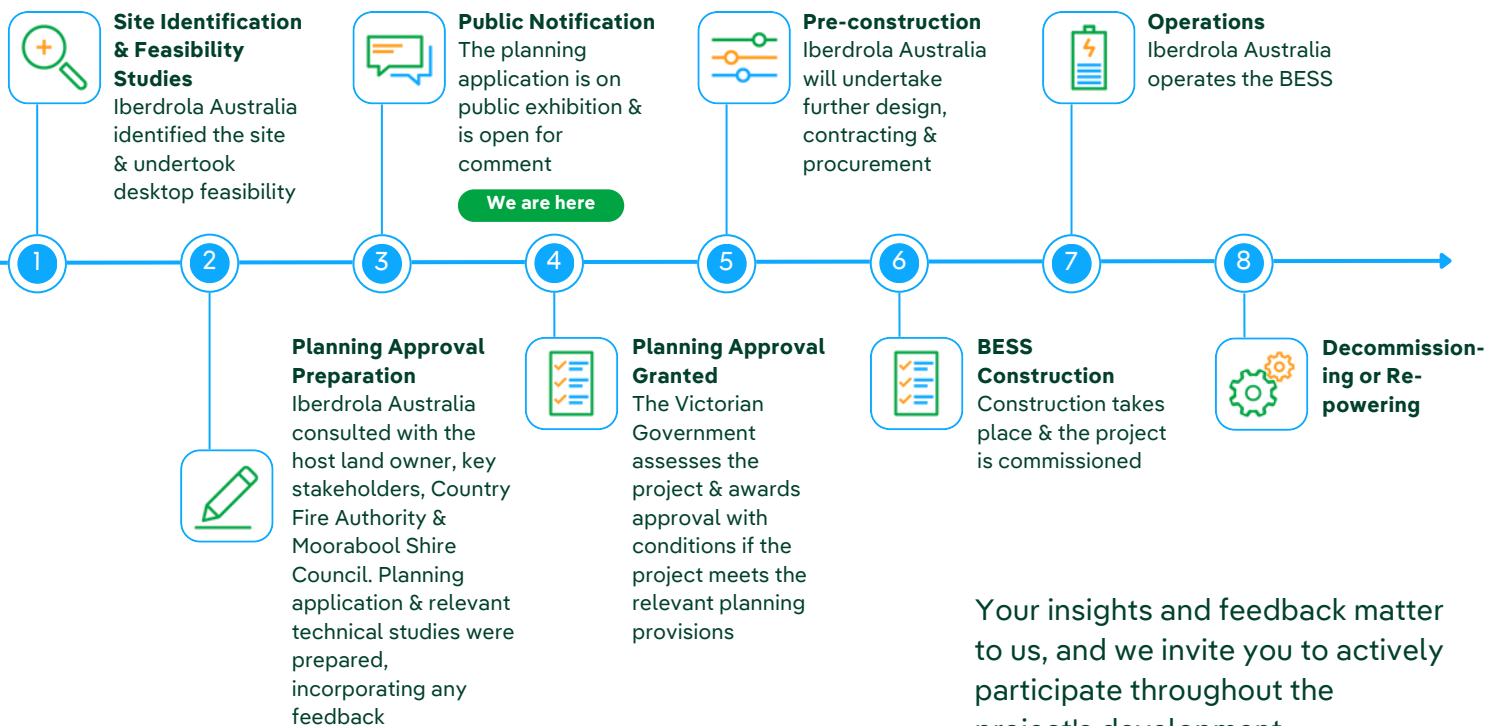 Site Identification
& Feasibility
Studies
Iberdrola Australia
identified the site
& undertook
desktop feasibility
Public Notification
The planning
application is on
public exhibition &
is open for
comment
We are here
Pre-construction
Iberdrola Australia
will undertake
further design,
contracting &
procurement
Operations
Iberdrola Australia
operates the BESS
1
2
3
4
5
6
7
8
Planning Approval
Preparation
Iberdrola Australia
consulted with the
host land owner, key
stakeholders, Country
Fire Authority &
Moorabool Shire
Council. Planning
application & relevant
technical studies were
prepared,
incorporating any
feedback
Planning Approval
Granted
The Victorian
Government
assesses the
project & awards
approval with
conditions if the
project meets the
relevant planning
provisions
BESS
Construction
Construction takes
place & the project
is commissioned
Decommission-
ing or Re-
powering
Your insights and feedback matter
to us, and we invite you to actively
participate throughout the
project's development